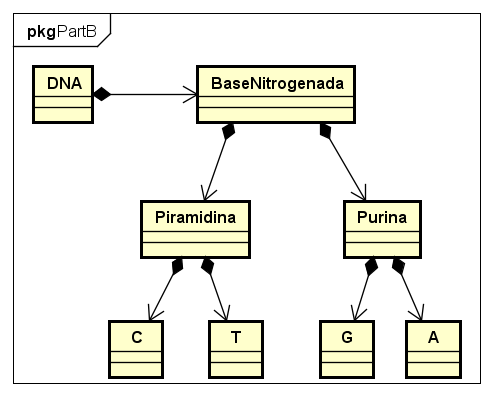 pkgPartB
DNA
BaseNitrogenada
Piramidina
Purina
C
T
G
A